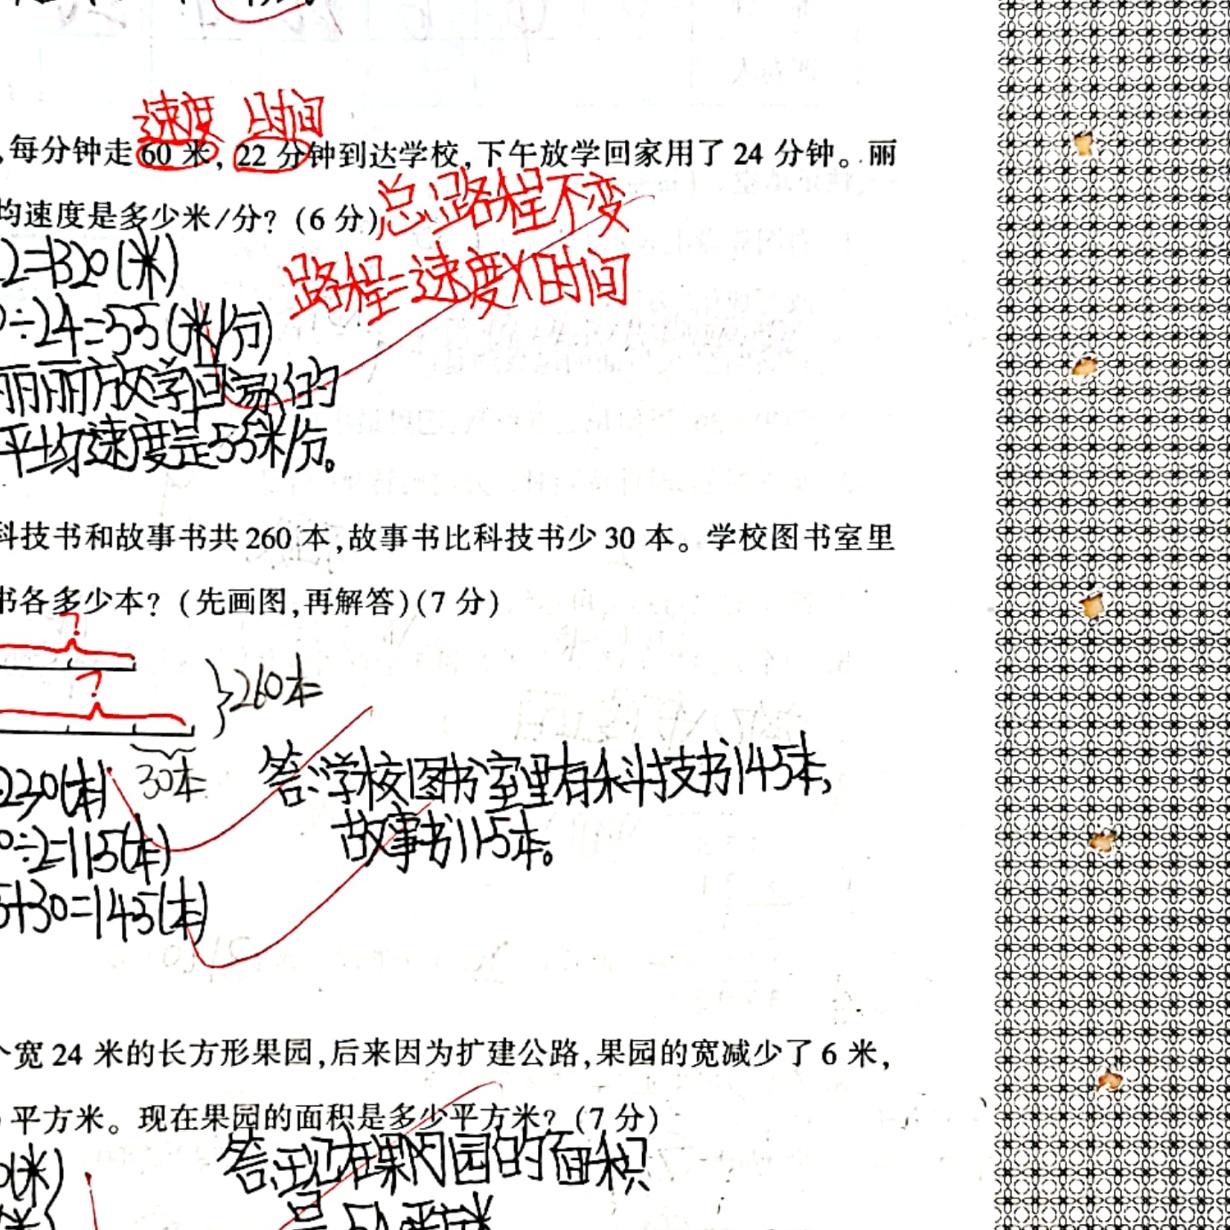 速度 时间
,每分钟走60米,22分钟到达学校,下午放学回家用了24分钟。丽
均速度是多少米/分?(6分)
总路程不变
2=1320(米)
路程=速度×时间
÷24=55(米/分)
丽丽放学回家的
平均速度是55米/分。
科技书和故事书共260本,故事书比科技书少30本。学校图书室里
书各多少本?(先画图,再解答)(7分)
?
?
}260本
30本
230(本)
答:学校图书室里有科技书145本,
0÷2=115(本)
故事书115本。
5+30=145(本)
个宽24米的长方形果园,后来因为扩建公路,果园的宽减少了6米,
平方米。现在果园的面积是多少平方米?(7分)
答:现在果园的面积
(米)
是